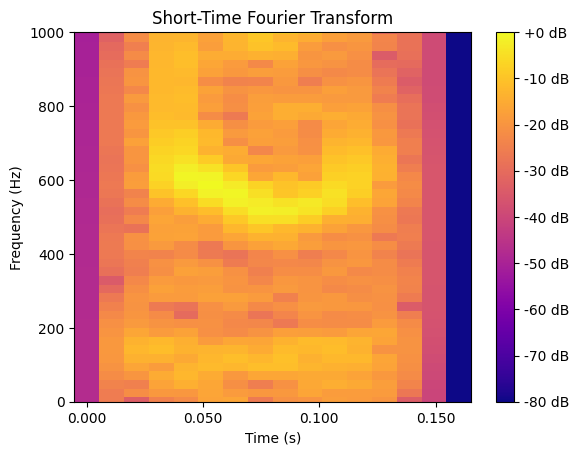 Short-Time Fourier Transform
1000
800
600
400
200
0
Frequency (Hz)
0.000
0.050
0.100
0.150
Time (s)
+0 dB
-10 dB
-20 dB
-30 dB
-40 dB
-50 dB
-60 dB
-70 dB
-80 dB